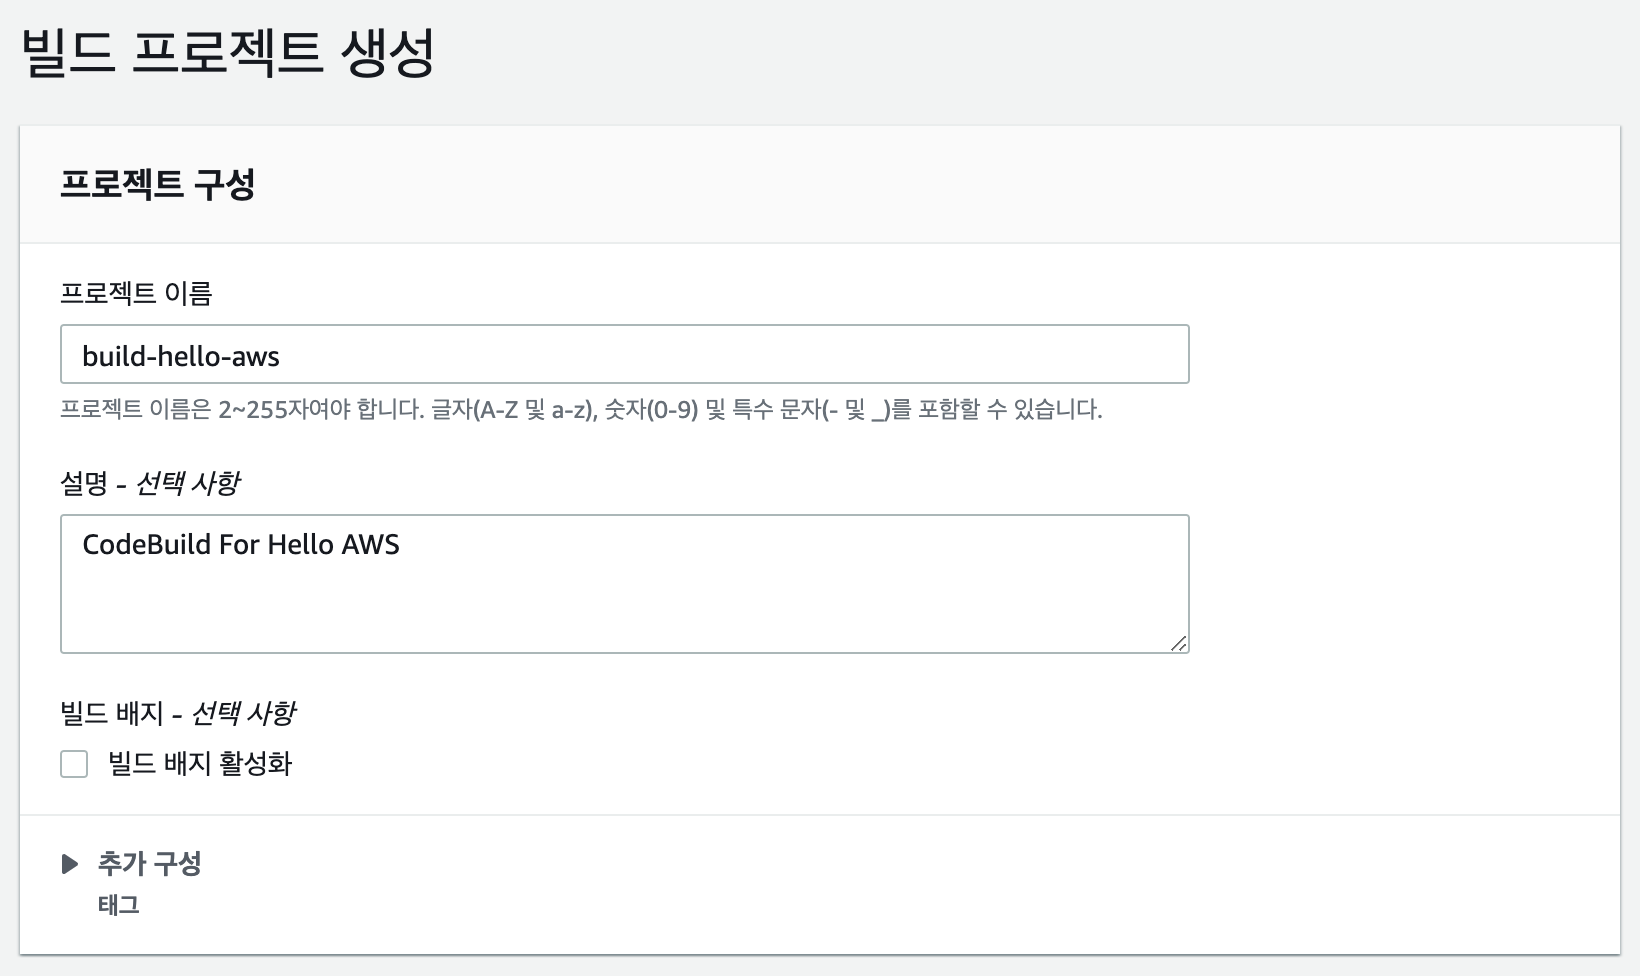 빌드 프로젝트 생성
프로젝트 구성
프로젝트 이름
build-hello-aws
프로젝트 이름은 2~255자여야 합니다. 글자(A-Z 및 a-z), 숫자(0-9) 및 특수 문자(- 및 _)를 포함할 수 있습니다.
설명 - 선택 사항
CodeBuild For Hello AWS
빌드 배지 - 선택 사항
빌드 배지 활성화
추가 구성
태그